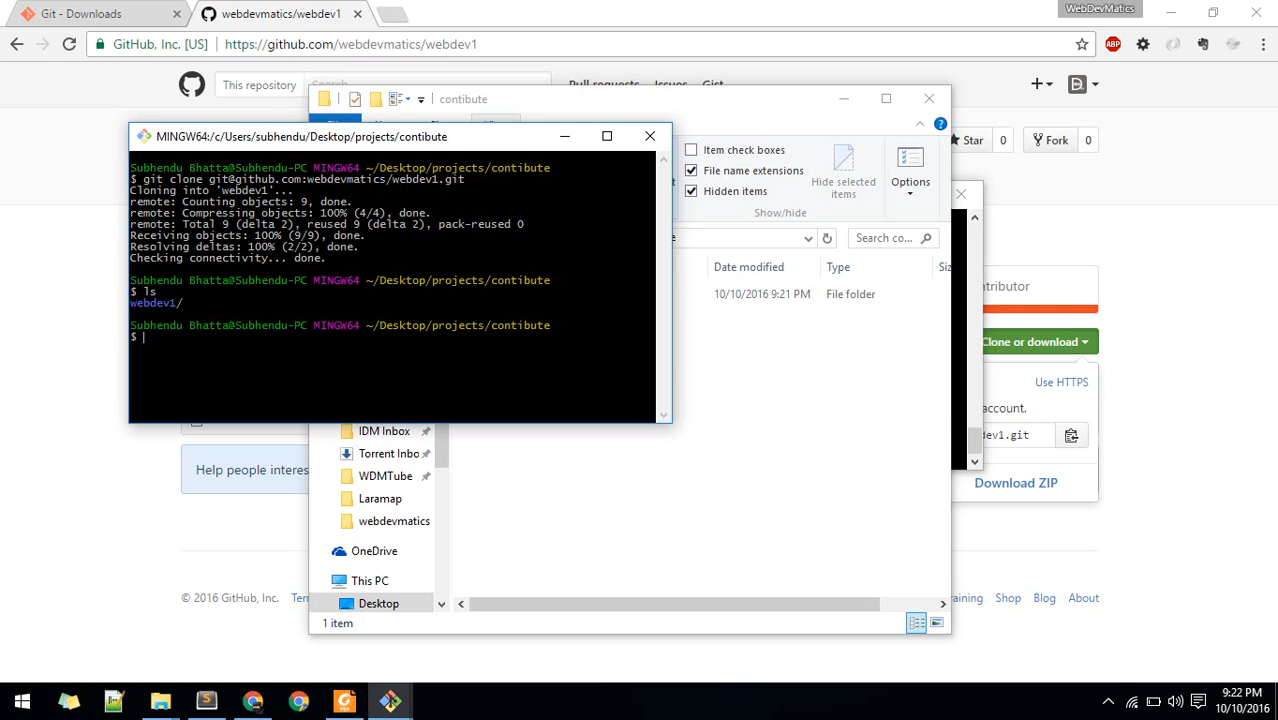 Git - Downloads
webdevmatics/webdev1
WebDevMatics
GitHub, Inc. [US]
https://github.com/webdevmatics/webdev1
ABP
This repository
Search
Pull requests
Issues
Gist
contibute
MINGW64:/c/Users/subhendu/Desktop/projects/contibute
Subhendu Bhatta@Subhendu-PC MINGW64 ~/Desktop/projects/contibute
$ git clone git@github.com:webdevmatics/webdev1.git
Cloning into 'webdev1'...
remote: Counting objects: 9, done.
remote: Compressing objects: 100% (4/4), done.
remote: Total 9 (delta 2), reused 9 (delta 2), pack-reused 0
Receiving objects: 100% (9/9), done.
Resolving deltas: 100% (2/2), done.
Checking connectivity... done.
Subhendu Bhatta@Subhendu-PC MINGW64 ~/Desktop/projects/contibute
$ ls
webdev1/
Subhendu Bhatta@Subhendu-PC MINGW64 ~/Desktop/projects/contibute
$
Item check boxes
File name extensions
Hidden items
Hide selected
items
Options
Show/hide
Star
0
Fork
0
Search co...
Date modified
Type
10/10/2016 9:21 PM
File folder
Clone or download
Use HTTPS
account.
dev1.git
Download ZIP
IDM Inbox
Torrent Inbo
WDMTube
Laramap
webdevmatics
OneDrive
This PC
Desktop
1 item
Help people
© 2016 GitHub, Inc.
Shop
Blog
About
9:22 PM
10/10/2016